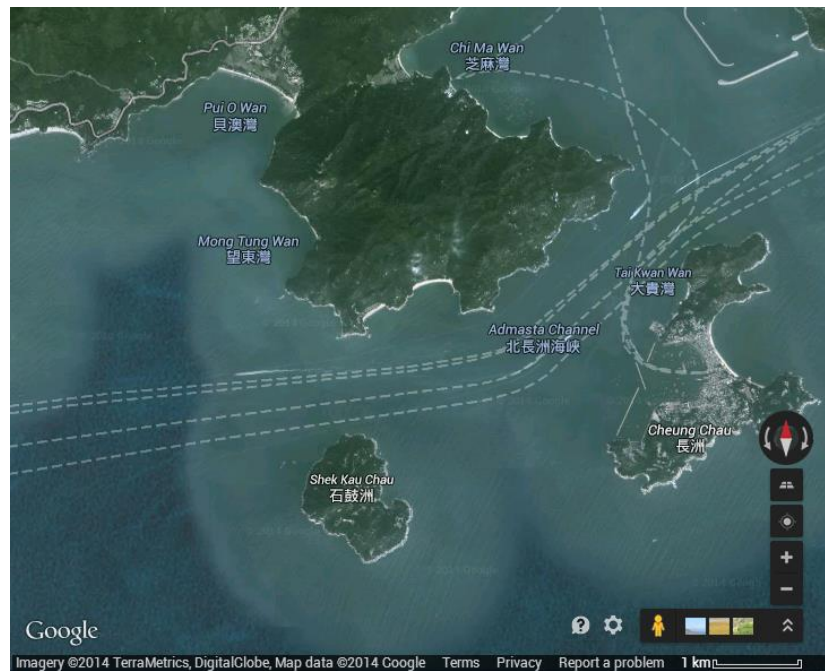 Chi Ma Wan
芝麻灣
Pui O Wan
貝澳灣
Mong Tung Wan
望東灣
Tai Kwan Wan
大貴灣
Admasta Channel
北長洲海峽
Cheung Chau
長洲
Shek Kau Chau
石鼓洲
Google
Imagery ©2014 TerraMetrics, DigitalGlobe, Map data ©2014 Google Terms Privacy Report a problem 1 km